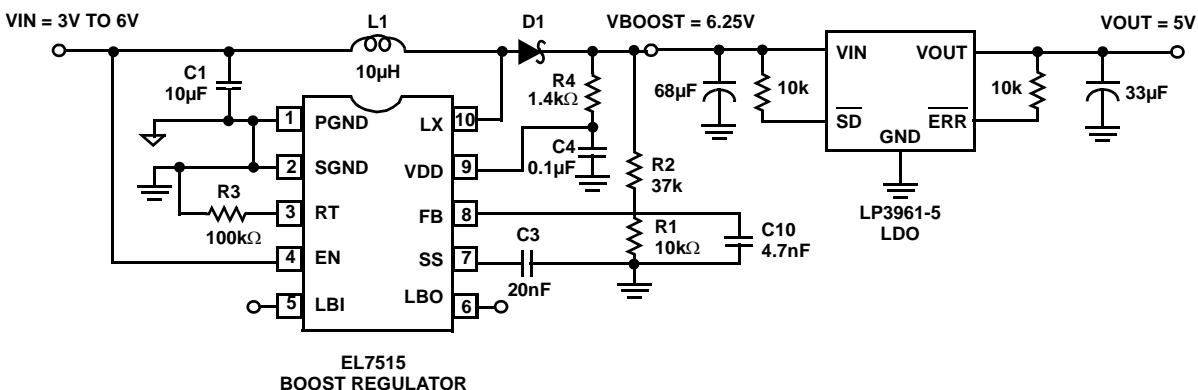 VIN = 3V TO 6V
L1
10µH
D1
VBOOST = 6.25V
VOUT = 5V
C1
10µF
R4
1.4kΩ
68µF
10k
VIN
VOUT
SD
ERR
GND
10k
33µF
LP3961-5
LDO
1
PGND
LX
10
2
SGND
VDD
9
C4
0.1µF
R2
37k
R3
100kΩ
3
RT
FB
8
R1
10kΩ
C10
4.7nF
4
EN
SS
7
C3
20nF
5
LBI
LBO
6
EL7515
BOOST REGULATOR